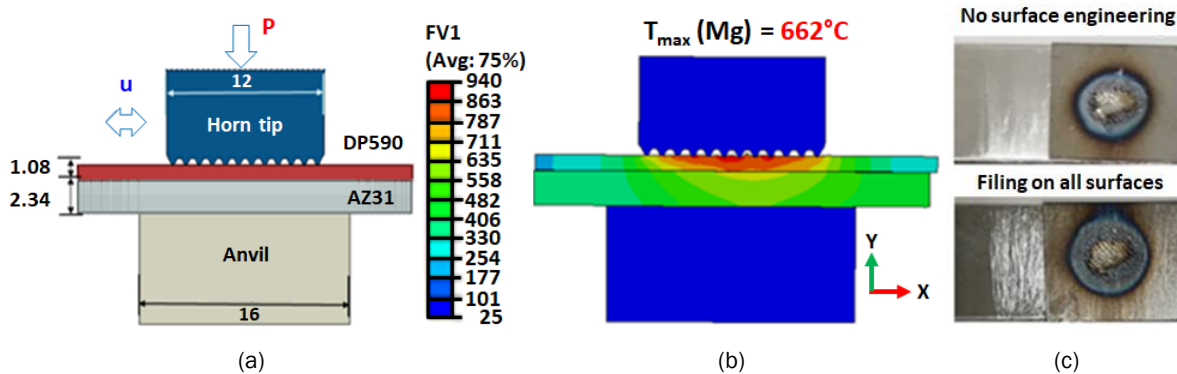 P
u
12
Horn tip
DP590
1.08
2.34
AZ31
Anvil
16
(a)
FV1
(Avg: 75%)
940
863
787
711
635
558
482
406
330
254
177
101
25
T_max (Mg) = 662°C
Y
X
(b)
No surface engineering
Filing on all surfaces
(c)